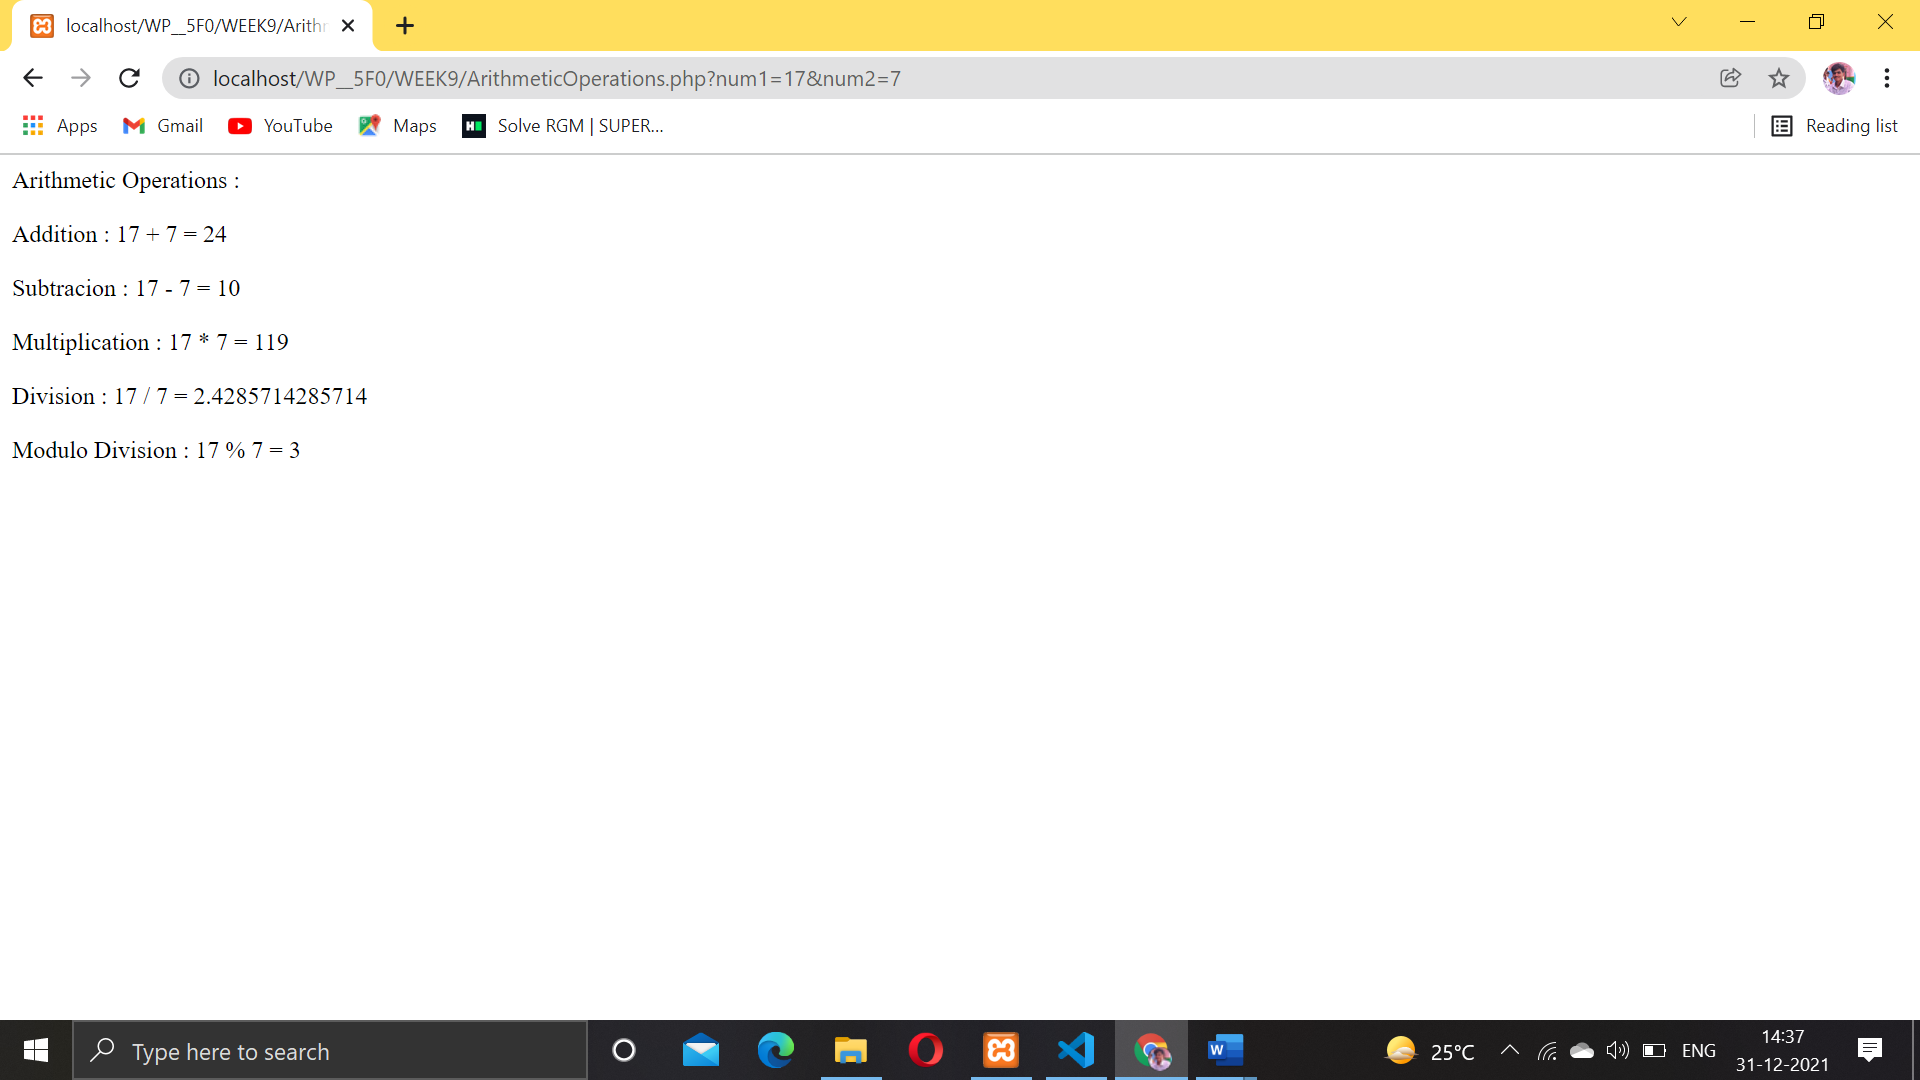 localhost/WP__5F0/WEEK9/Arithr
localhost/WP__5F0/WEEK9/ArithmeticOperations.php?num1=17&num2=7
Apps Gmail YouTube Maps Solve RGM | SUPER... Reading list
Arithmetic Operations :
Addition : 17 + 7 = 24
Subtracion : 17 - 7 = 10
Multiplication : 17 * 7 = 119
Division : 17 / 7 = 2.4285714285714
Modulo Division : 17 % 7 = 3
Type here to search
25°C
ENG
14:37
31-12-2021